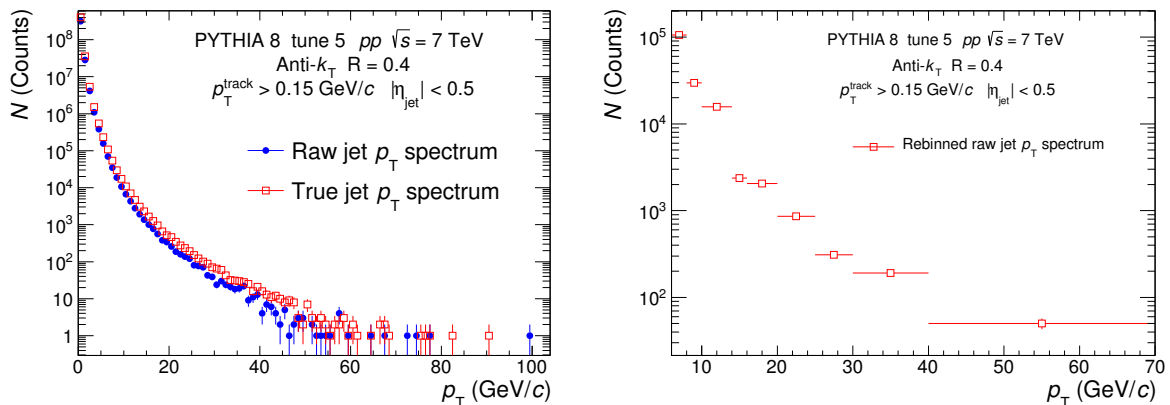 N (Counts)
10^8
10^7
10^6
10^5
10^4
10^3
10^2
10
1
PYTHIA 8 tune 5 pp √s = 7 TeV
Anti-k_T R = 0.4
p_T^track > 0.15 GeV/c |η_jet| < 0.5
Raw jet p_T spectrum
True jet p_T spectrum
0 20 40 60 80 100
p_T (GeV/c)
N (Counts)
10^5
10^4
10^3
10^2
PYTHIA 8 tune 5 pp √s = 7 TeV
Anti-k_T R = 0.4
p_T^track > 0.15 GeV/c |η_jet| < 0.5
Rebinned raw jet p_T spectrum
10 20 30 40 50 60 70
p_T (GeV/c)